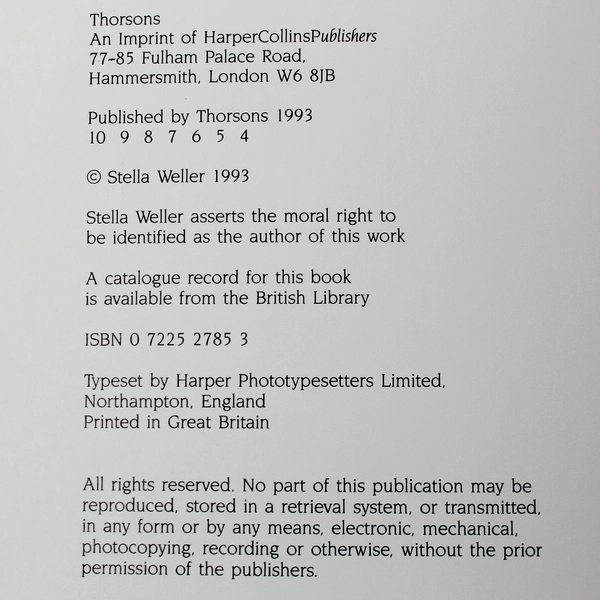 Thorsons
An Imprint of HarperCollinsPublishers
77-85 Fulham Palace Road,
Hammersmith, London W6 8JB
Published by Thorsons 1993
10 9 8 7 6 5 4
© Stella Weller 1993
Stella Weller asserts the moral right to
be identified as the author of this work
A catalogue record for this book
is available from the British Library
ISBN 0 7225 2785 3
Typeset by Harper Phototypesetters Limited,
Northampton, England
Printed in Great Britain
All rights reserved. No part of this publication may be
reproduced, stored in a retrieval system, or transmitted,
in any form or by any means, electronic, mechanical,
photocopying, recording or otherwise, without the prior
permission of the publishers.